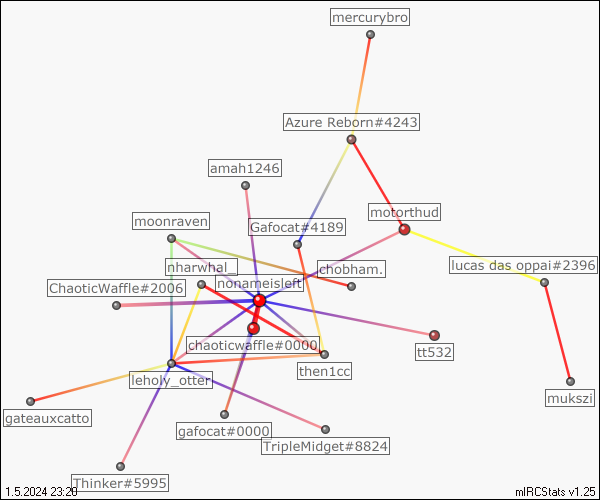 mercurybro
Azure Reborn#4243
amah1246
moonraven
Gafocat#4189
motorthud
nharwhal_
chobham.
lucas das oppai#2396
nonameisleft
ChaoticWaffle#2006
chaoticwaffle#0000
tt532
then1cc
leholy_otter
mukszi
gateauxcatto
gafocat#0000
TripleMidget#8824
Thinker#5995
1.5.2024 23:20
mIRCStats v1.25